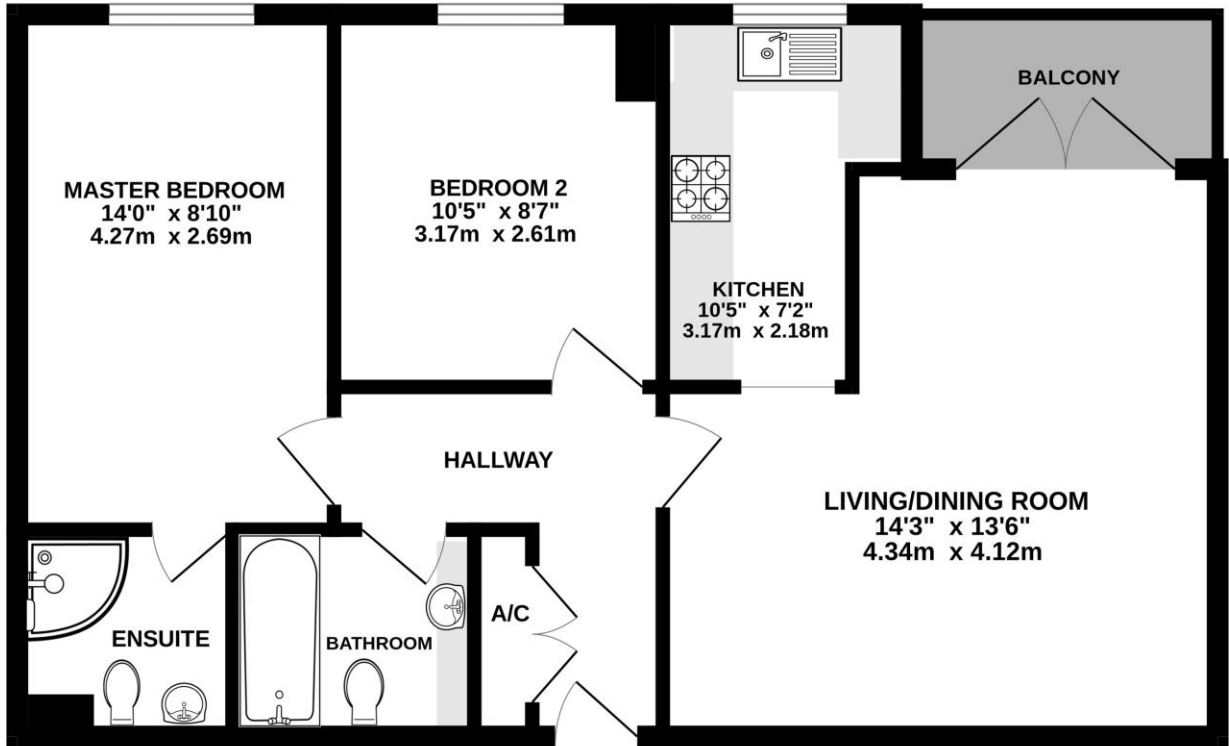 BALCONY
MASTER BEDROOM
14'0" x 8'10"
4.27m x 2.69m
BEDROOM 2
10'5" x 8'7"
3.17m x 2.61m
KITCHEN
10'5" x 7'2"
3.17m x 2.18m
HALLWAY
LIVING/DINING ROOM
14'3" x 13'6"
4.34m x 4.12m
ENSUITE
BATHROOM
A/C